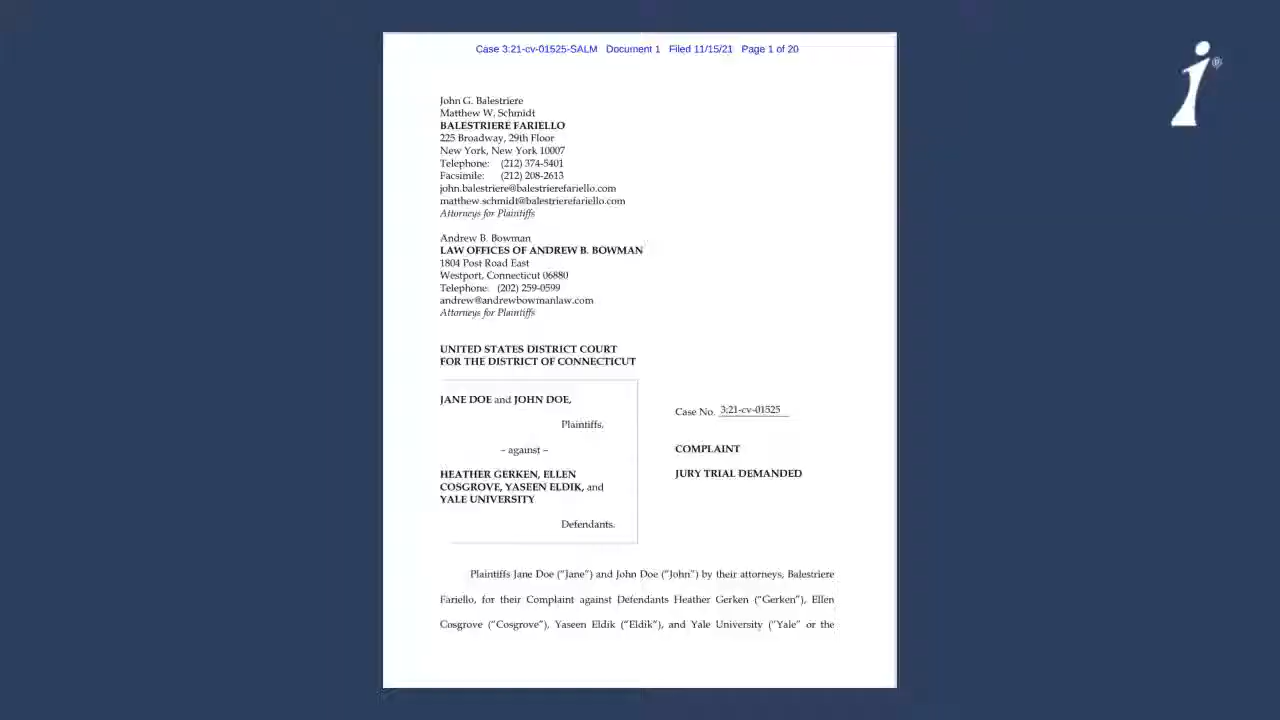 Case 3:21-cv-01525-SALM Document 1 Filed 11/15/21 Page 1 of 20
i®
John G. Balestriere
Matthew W. Schmidt
BALESTRIERE FARIELLO
225 Broadway, 29th Floor
New York, New York 10007
Telephone: (212) 374-5401
Facsimile: (212) 208-2613
john.balestriere@balestrierefariello.com
matthew.schmidt@balestrierefariello.com
Attorneys for Plaintiffs
Andrew B. Bowman
LAW OFFICES OF ANDREW B. BOWMAN
1804 Post Road East
Westport, Connecticut 06880
Telephone: (202) 259-0599
andrew@andrewbowmanlaw.com
Attorneys for Plaintiffs
UNITED STATES DISTRICT COURT
FOR THE DISTRICT OF CONNECTICUT
JANE DOE and JOHN DOE,
Plaintiffs,
– against –
HEATHER GERKEN, ELLEN
COSGROVE, YASEEN ELDIK, and
YALE UNIVERSITY
Defendants.
Case No. 3:21-cv-01525
COMPLAINT
JURY TRIAL DEMANDED
Plaintiffs Jane Doe (“Jane”) and John Doe (“John”) by their attorneys, Balestriere
Fariello, for their Complaint against Defendants Heather Gerken (“Gerken”), Ellen
Cosgrove (“Cosgrove”), Yaseen Eldik (“Eldik”), and Yale University (“Yale” or the